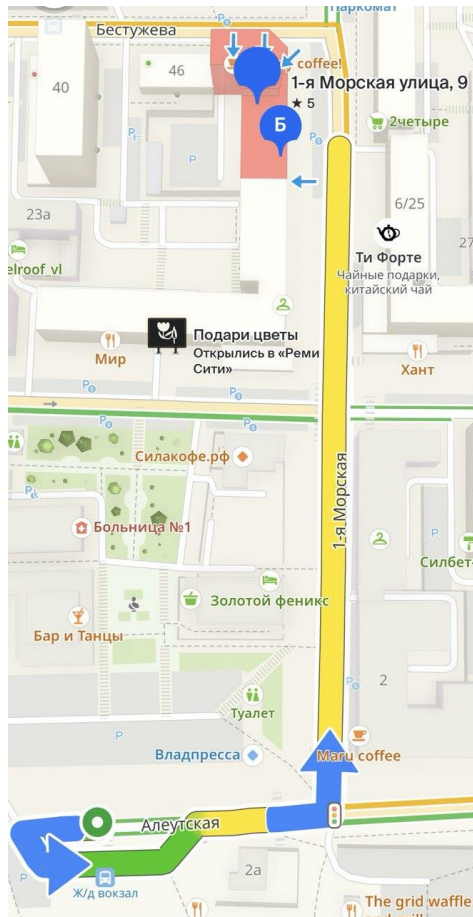 Паркомат
Бестужева
46
y coffee!
40
1-я Морская улица, 9
★ 5
Б
2четыре
P
6/25
23а
27
elroof_vl
Ти Форте
Чайные подарки,
китайский чай
Подари цветы
Открылись в «Реми
Сити»
Мир
Хант
Силакофе.рф
1-я Морская
Больница №1
P
Силбет-
Золотой феникс
Бар и Танцы
2
Туалет
P
Владпресса
Maru coffee
Алеутская
2а
Ж/д вокзал
The grid waffle